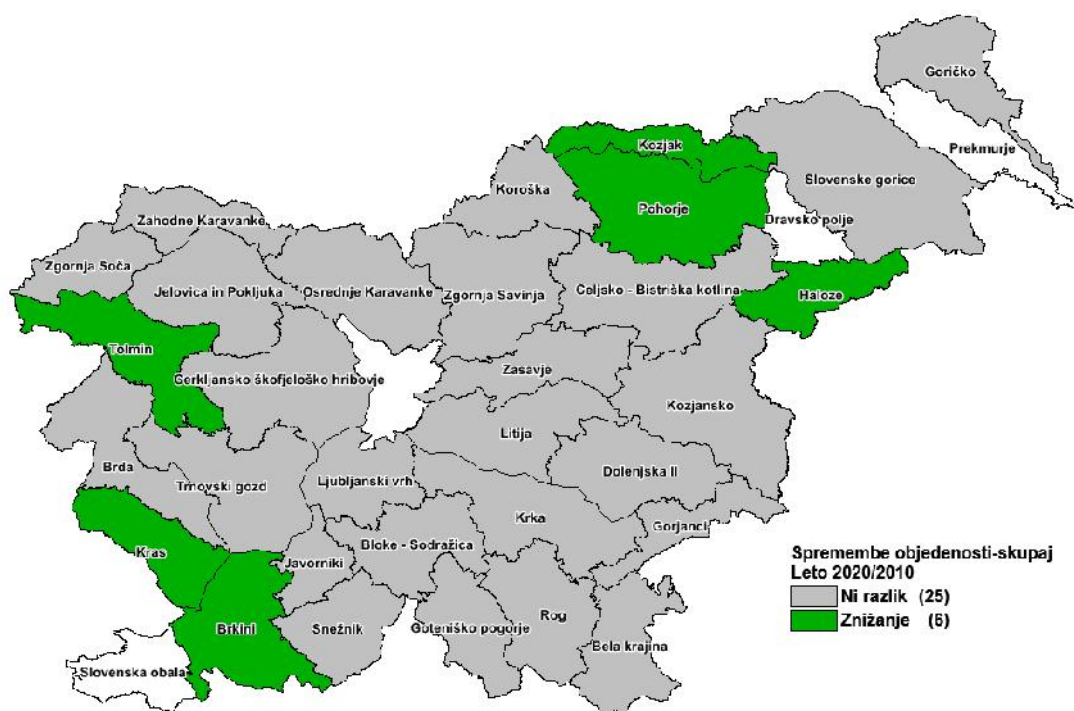 Goričko
Prekmurje
Kozjak
Slovenske gorice
Koroška
Pohorje
Dravsko polje
Zahodne Karavanke
Zgornja Soča
Jelovica in Pokljuka
Osrednje Karavanke
Zgornja Savinja
Celjsko - Bistriška kotlina
Haloze
Tolmin
Cerkljansko škofjeloško hribovje
Zasavje
Kozjansko
Litija
Brda
Trnovski gozd
Ljubljanski vrh
Dolenjska II
Krka
Gorjanci
Kras
Javorniki
Bloke - Sodražica
Brkini
Snežnik
Goteniško pogorje
Rog
Bela krajina
Slovenska obala
Spremembe objedenosti-skupaj
Leto 2020/2010
Ni razlik (25)
Znižanje (6)